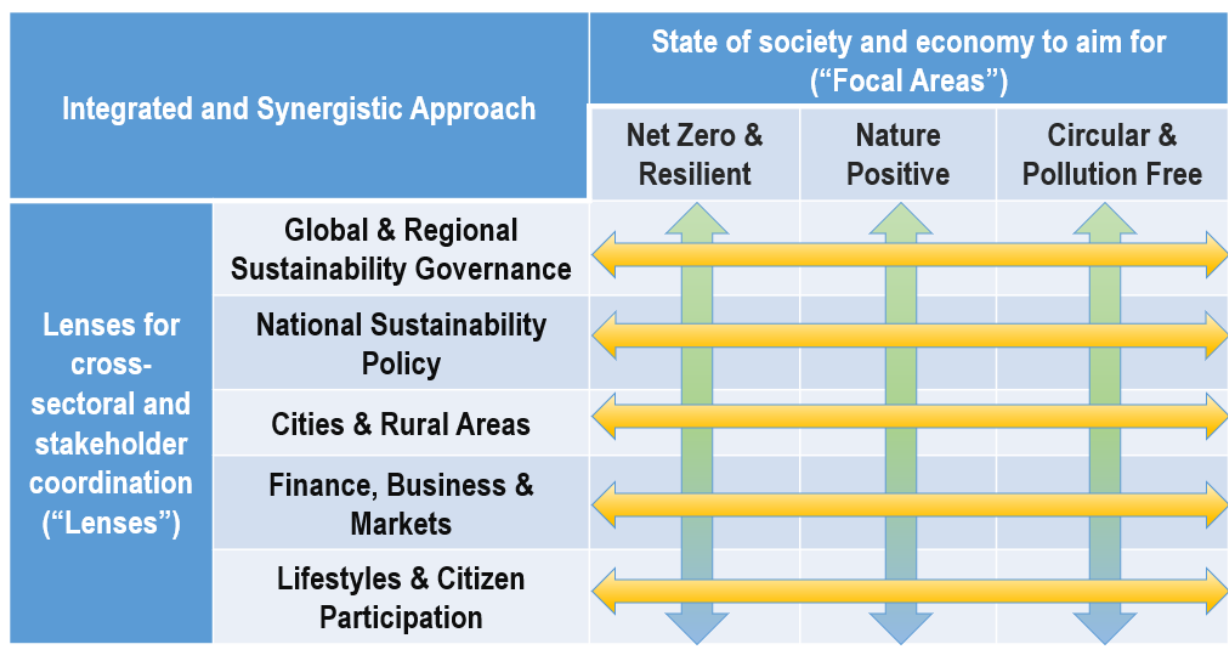 State of society and economy to aim for
(“Focal Areas”)
Integrated and Synergistic Approach
Net Zero &
Resilient
Nature
Positive
Circular &
Pollution Free
Lenses for
cross-
sectoral and
stakeholder
coordination
(“Lenses”)
Global & Regional
Sustainability Governance
National Sustainability
Policy
Cities & Rural Areas
Finance, Business &
Markets
Lifestyles & Citizen
Participation